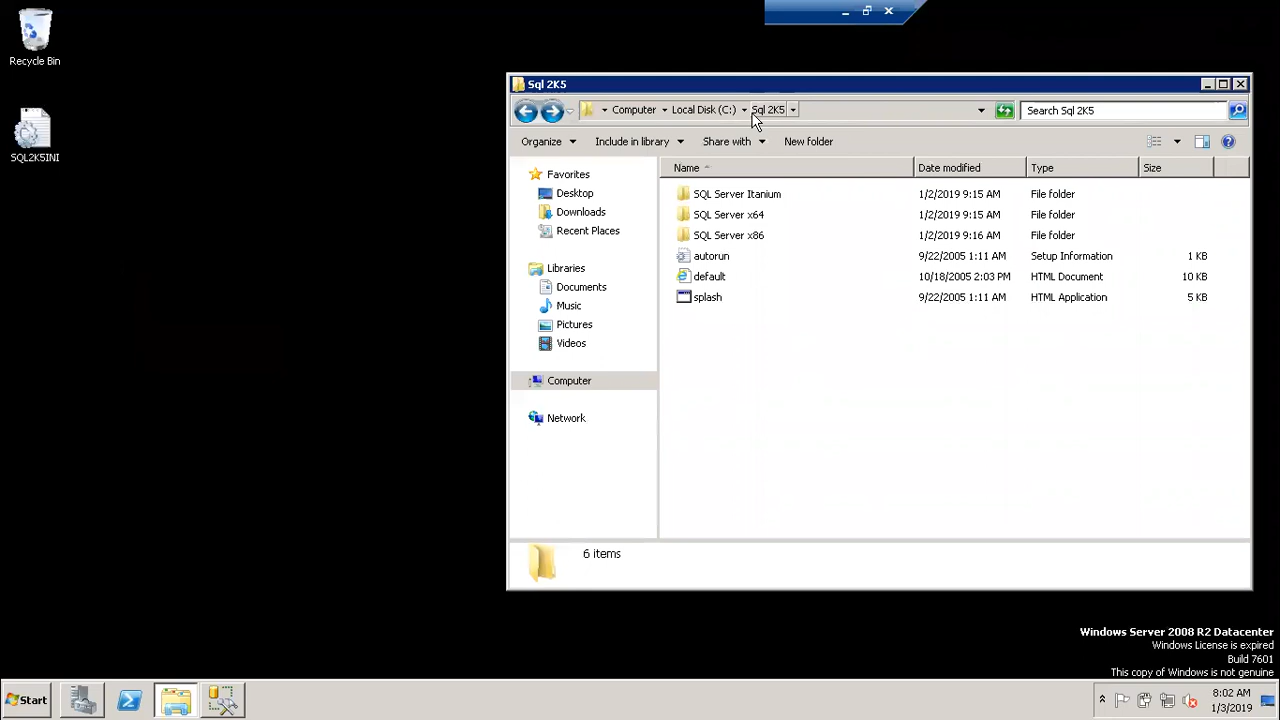 Recycle Bin
SQL2K5INI
Sql 2K5
Computer
Local Disk (C:)
Sql 2K5
Search Sql 2K5
Organize
Include in library
Share with
New folder
Name
Date modified
Type
Size
Favorites
Desktop
Downloads
Recent Places
Libraries
Documents
Music
Pictures
Videos
Computer
Network
SQL Server Itanium 1/2/2019 9:15 AM File folder
SQL Server x64 1/2/2019 9:15 AM File folder
SQL Server x86 1/2/2019 9:16 AM File folder
autorun 9/22/2005 1:11 AM Setup Information 1 KB
default 10/18/2005 2:03 PM HTML Document 10 KB
splash 9/22/2005 1:11 AM HTML Application 5 KB
6 items
Windows Server 2008 R2 Datacenter
Windows License is expired
Build 7601
This copy of Windows is not genuine
Start
8:02 AM
1/3/2019